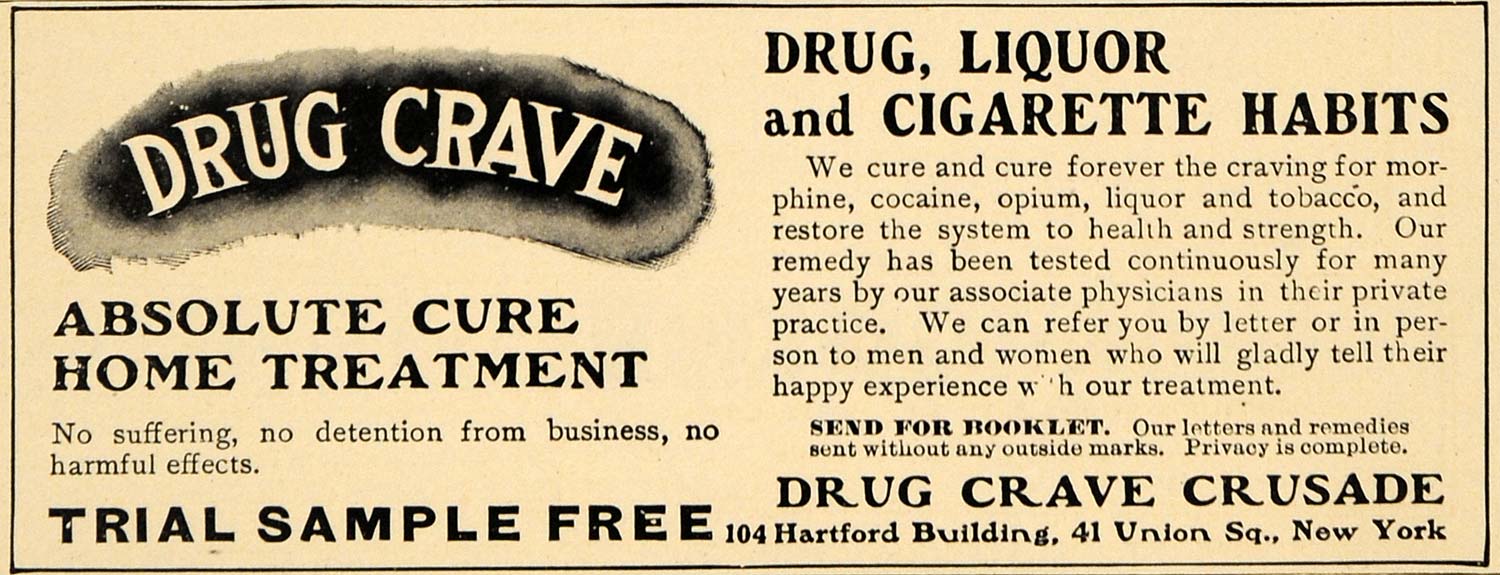 DRUG CRAVE
ABSOLUTE CURE
HOME TREATMENT
No suffering, no detention from business, no
harmful effects.
TRIAL SAMPLE FREE
DRUG, LIQUOR
and CIGARETTE HABITS
We cure and cure forever the craving for mor-
phine, cocaine, opium, liquor and tobacco, and
restore the system to health and strength. Our
remedy has been tested continuously for many
years by our associate physicians in their private
practice. We can refer you by letter or in per-
son to men and women who will gladly tell their
happy experience w h our treatment.
SEND FOR BOOKLET. Our letters and remedies
sent without any outside marks. Privacy is complete.
DRUG CRAVE CRUSADE
104 Hartford Building, 41 Union Sq., New York